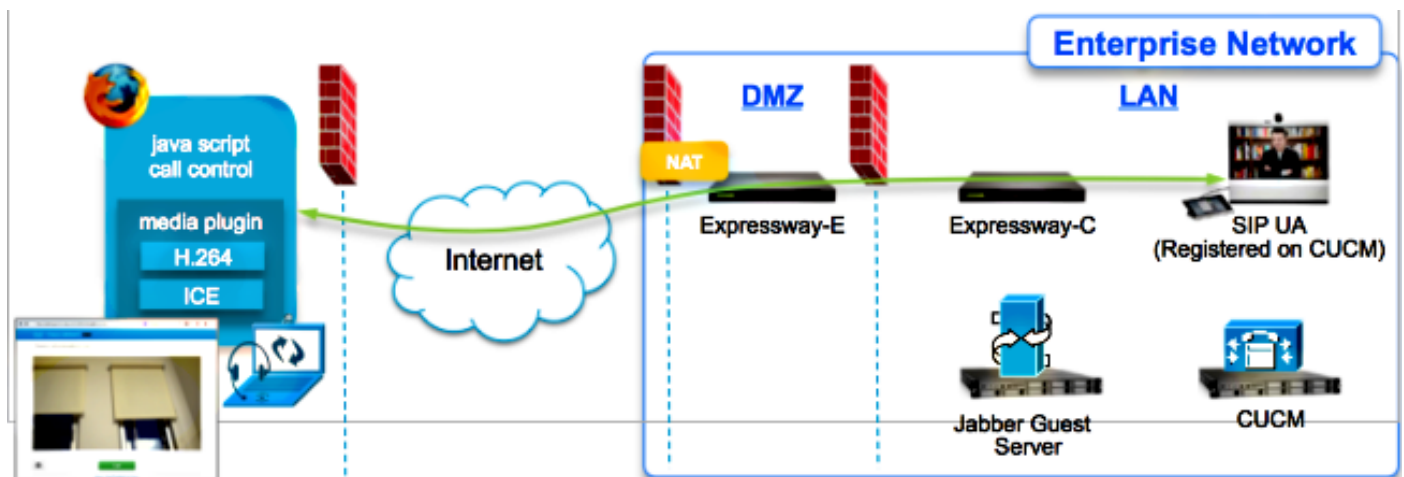 Enterprise Network
DMZ
LAN
java script
call control
NAT
media plugin
H.264
ICE
Internet
Expressway-E
Expressway-C
SIP UA
(Registered on CUCM)
Jabber Guest
Server
CUCM